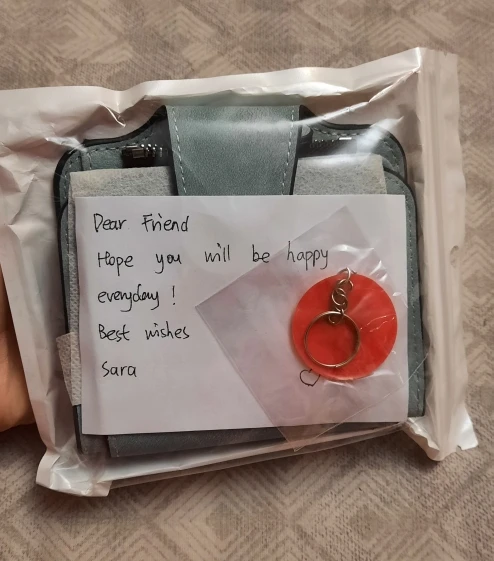 Dear Friend
Hope you will be happy
everyday !
Best wishes
Sara